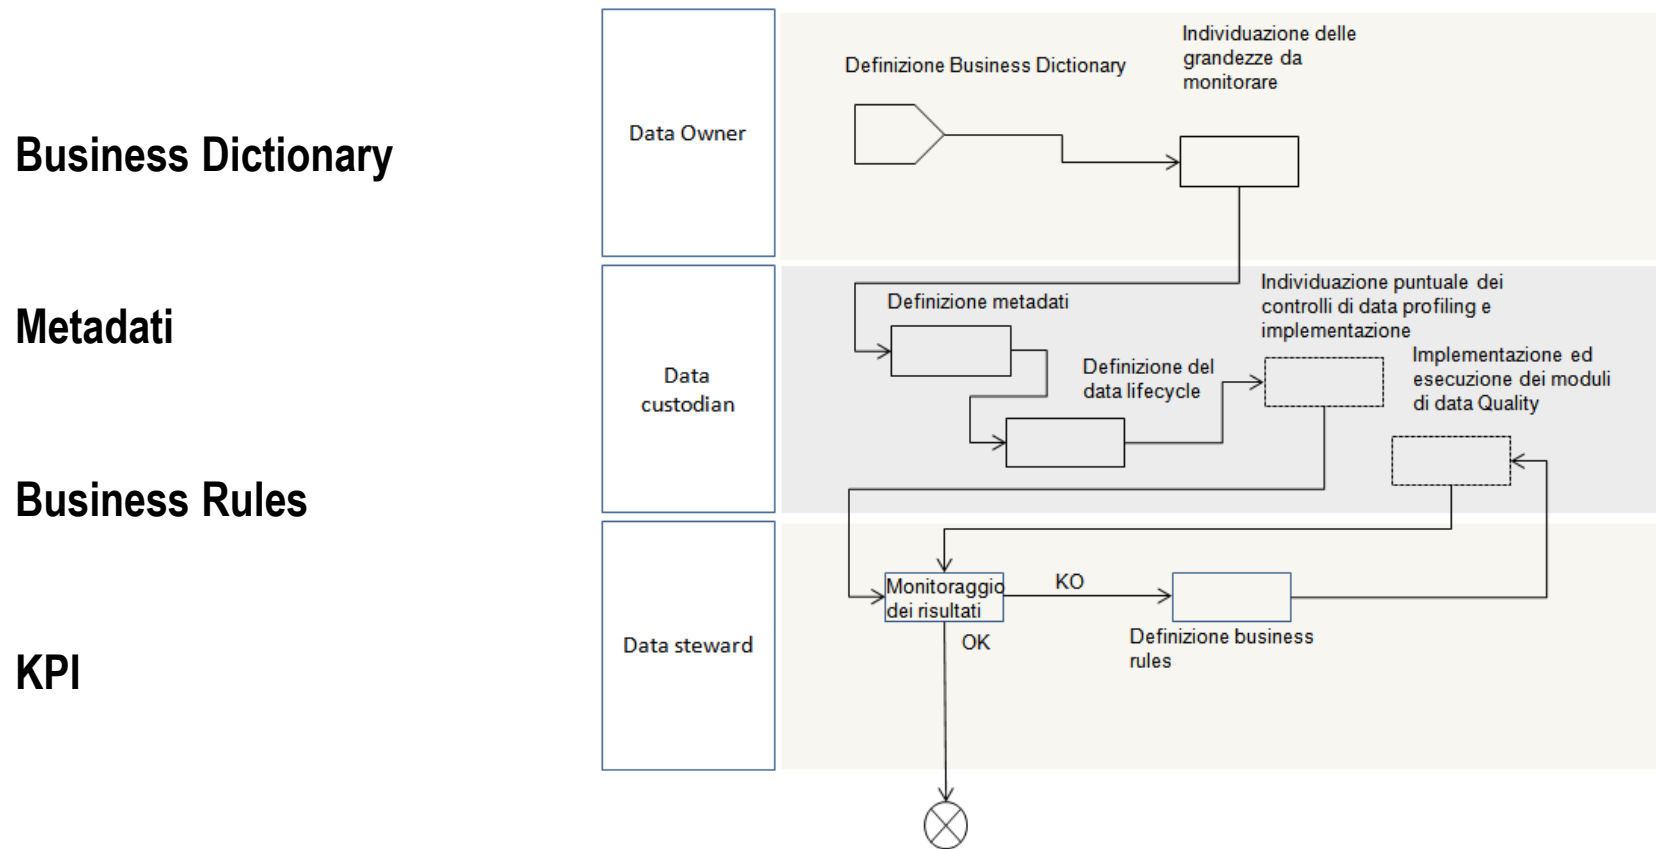 Business Dictionary
Metadati
Business Rules
KPI
Data Owner
Definizione Business Dictionary
Individuazione delle
grandezze da
monitorare
Data
custodian
Definizione metadati
Definizione del
data lifecycle
Individuazione puntuale dei
controlli di data profiling e
implementazione
Implementazione ed
esecuzione dei moduli
di data Quality
Data steward
Monitoraggio
dei risultati
KO
OK
Definizione business
rules